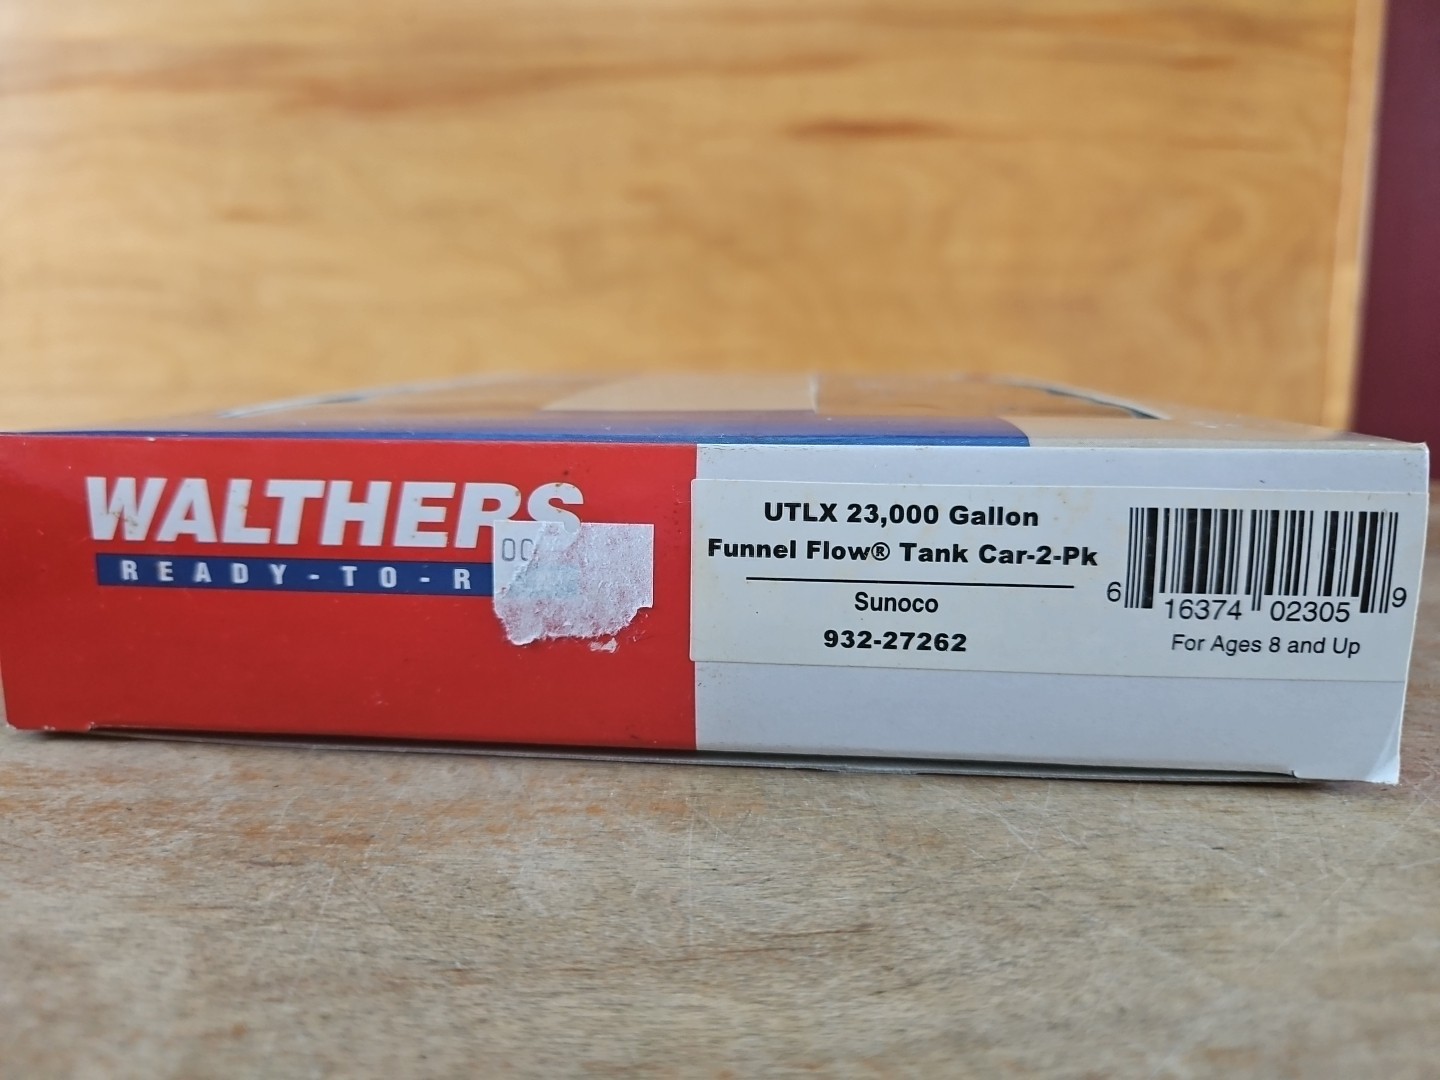 WALTHERS
READY-TO-R
00
UTLX 23,000 Gallon
Funnel Flow® Tank Car-2-Pk
Sunoco
932-27262
6 16374 02305 9
For Ages 8 and Up